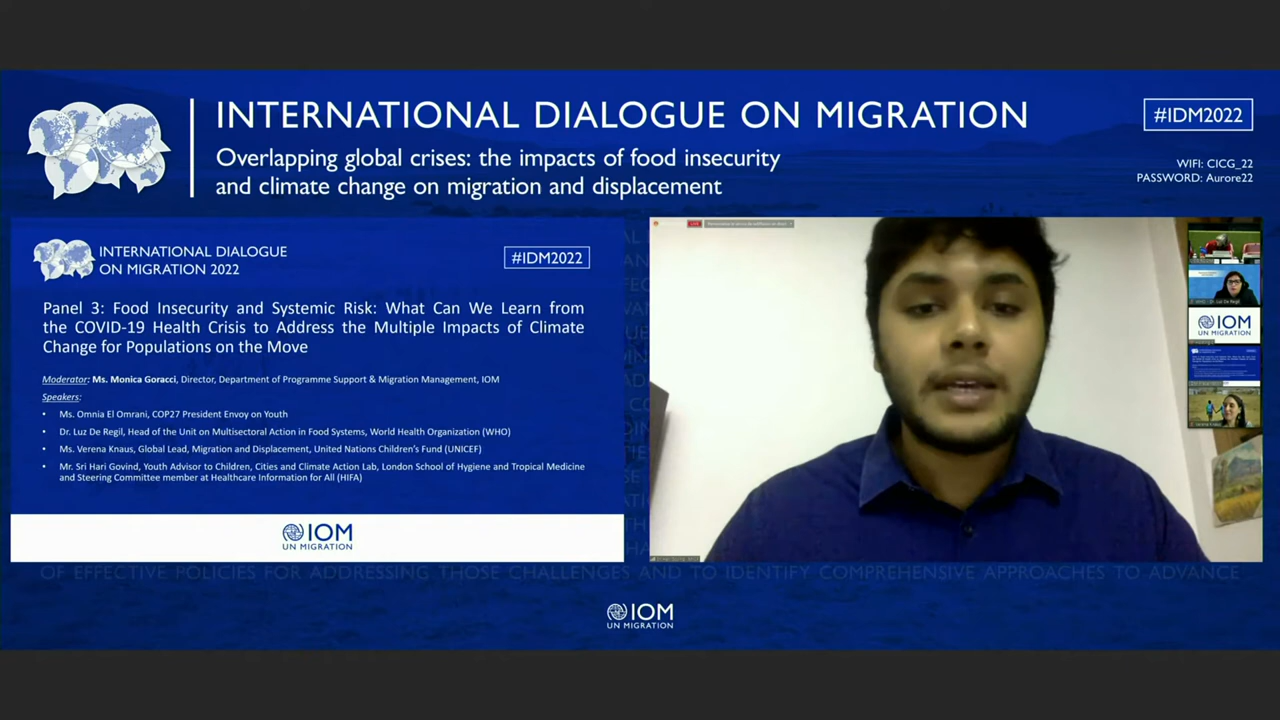 INTERNATIONAL DIALOGUE ON MIGRATION
Overlapping global crises: the impacts of food insecurity
and climate change on migration and displacement
#IDM2022
WIFI: CICG_22
PASSWORD: Aurore22
INTERNATIONAL DIALOGUE
ON MIGRATION 2022
#IDM2022
Panel 3: Food Insecurity and Systemic Risk: What Can We Learn from
the COVID-19 Health Crisis to Address the Multiple Impacts of Climate
Change for Populations on the Move
Moderator: Ms. Monica Goracci, Director, Department of Programme Support & Migration Management, IOM
Speakers:
• Ms. Omnia El Omrani, COP27 President Envoy on Youth
• Dr. Luz De Regil, Head of the Unit on Multisectoral Action in Food Systems, World Health Organization (WHO)
• Ms. Verena Knaus, Global Lead, Migration and Displacement, United Nations Children's Fund (UNICEF)
• Mr. Sri Hari Govind, Youth Advisor to Children, Cities and Climate Action Lab, London School of Hygiene and Tropical Medicine
and Steering Committee member at Healthcare Information for All (HIFA)
IOM
UN MIGRATION
LIVE
IOM
UN MIGRATION
OF EFFECTIVE POLICIES FOR ADDRESSING THOSE CHALLENGES AND TO IDENTIFY COMPREHENSIVE APPROACHES TO ADVANCE
IOM
UN MIGRATION